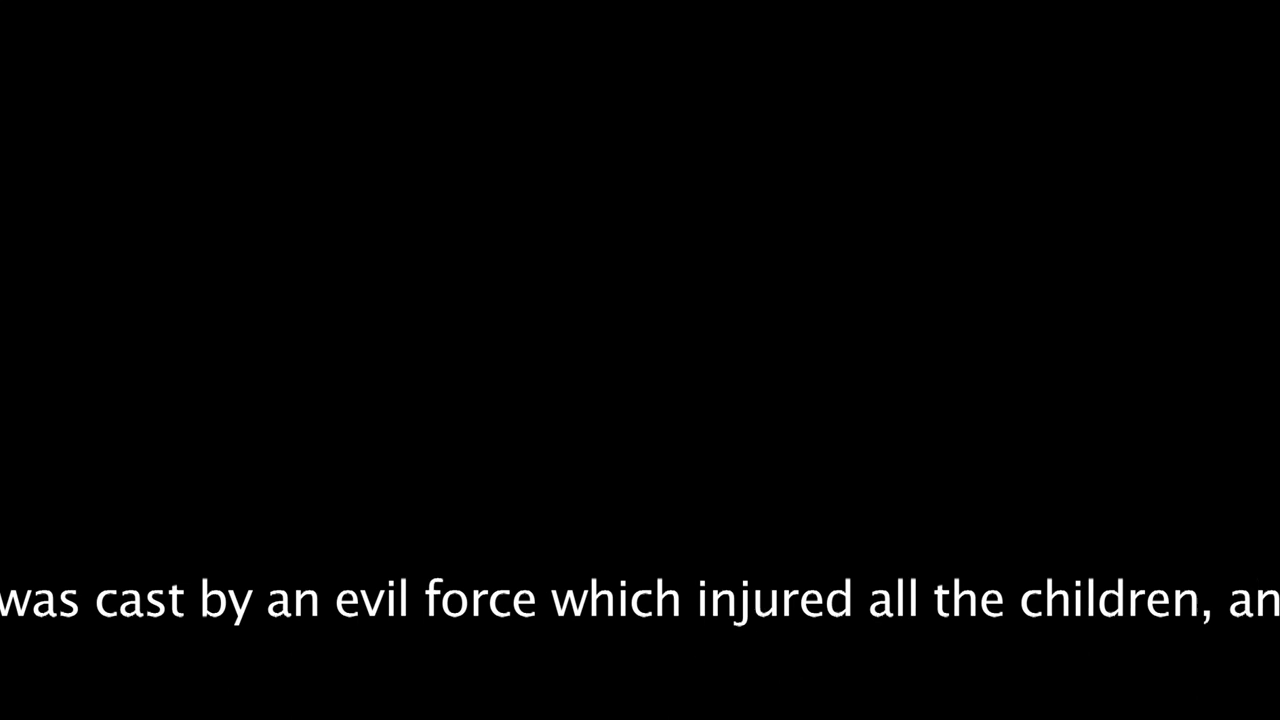 was cast by an evil force which injured all the children, an